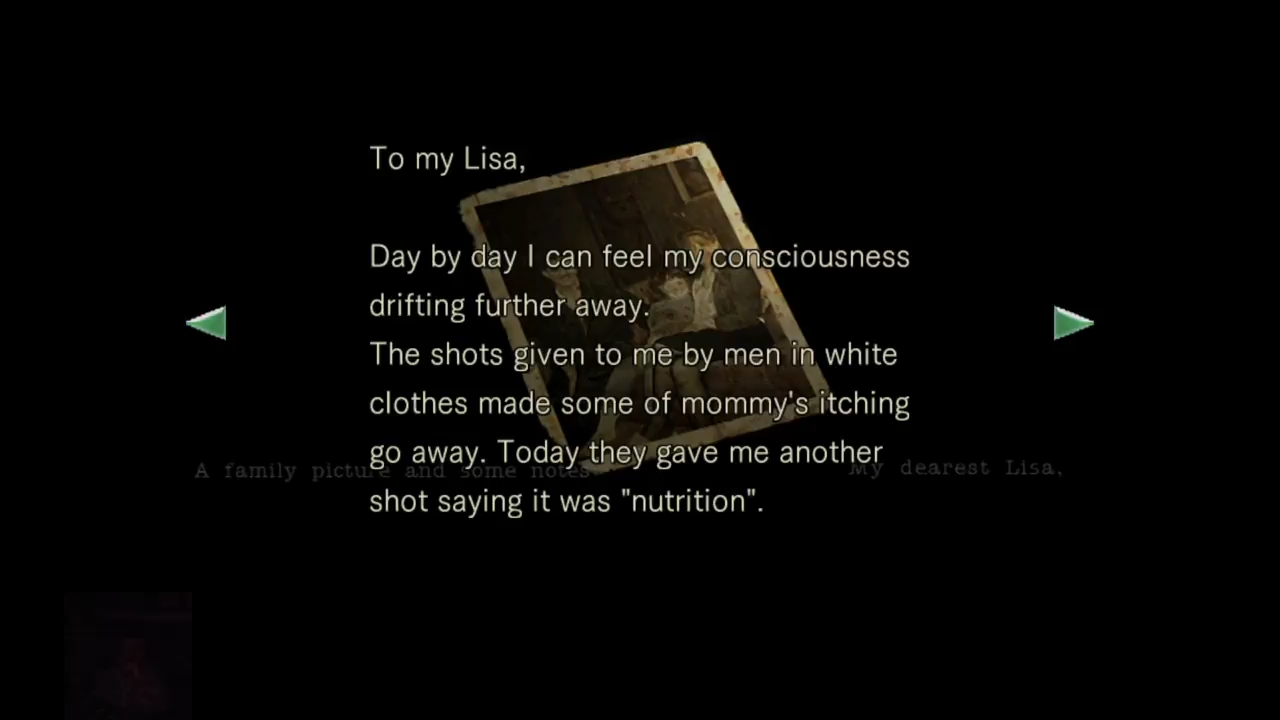 To my Lisa,
Day by day I can feel my consciousness
drifting further away.
The shots given to me by men in white
clothes made some of mommy's itching
go away. Today they gave me another
A family picture and some notes
My dearest Lisa,
shot saying it was "nutrition".